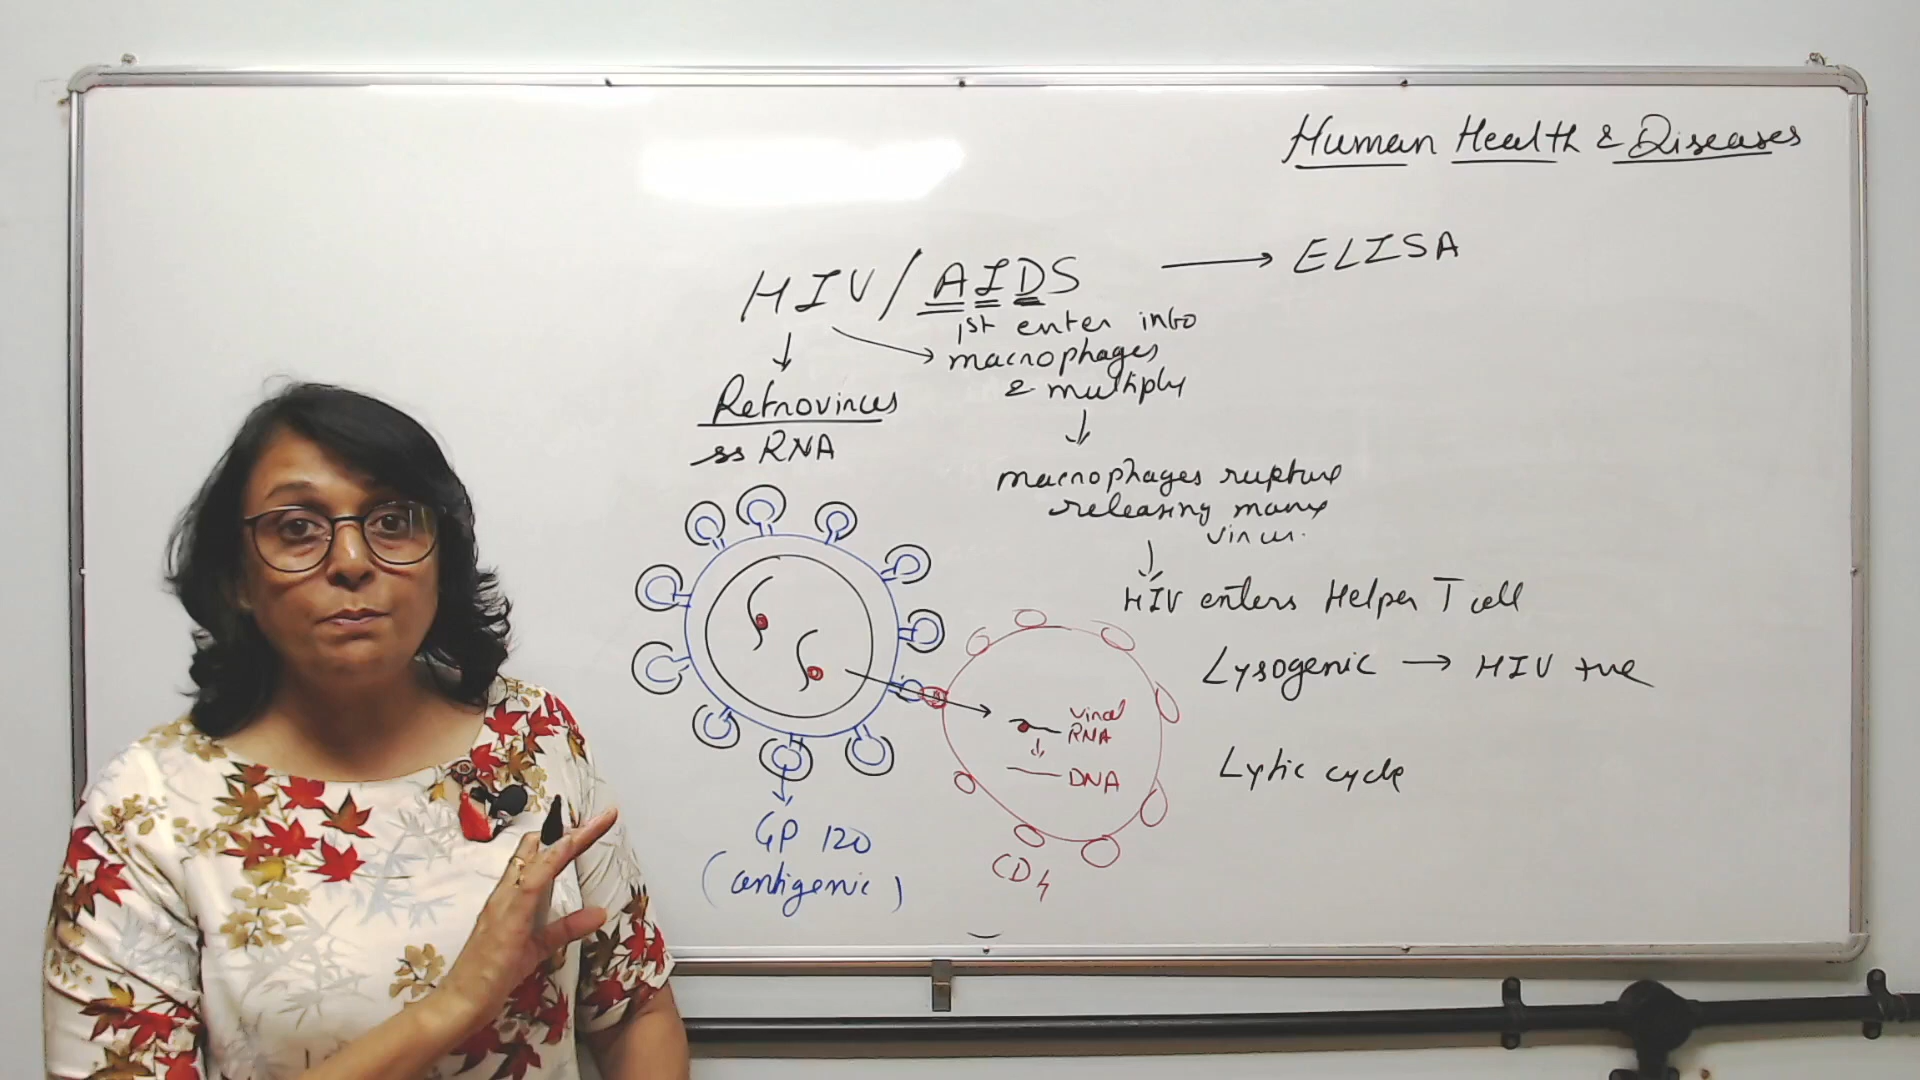 Human Health & Diseases
HIV / AIDS → ELISA
1st enter into
macrophages
& multiply
Retrovirus
ss RNA
macrophages rupture
releasing many
virus.
HIV enters Helper T cell
Lysogenic → HIV +ve
Viral
RNA
DNA
Lytic cycle
GP 120
(antigenic)
CD4